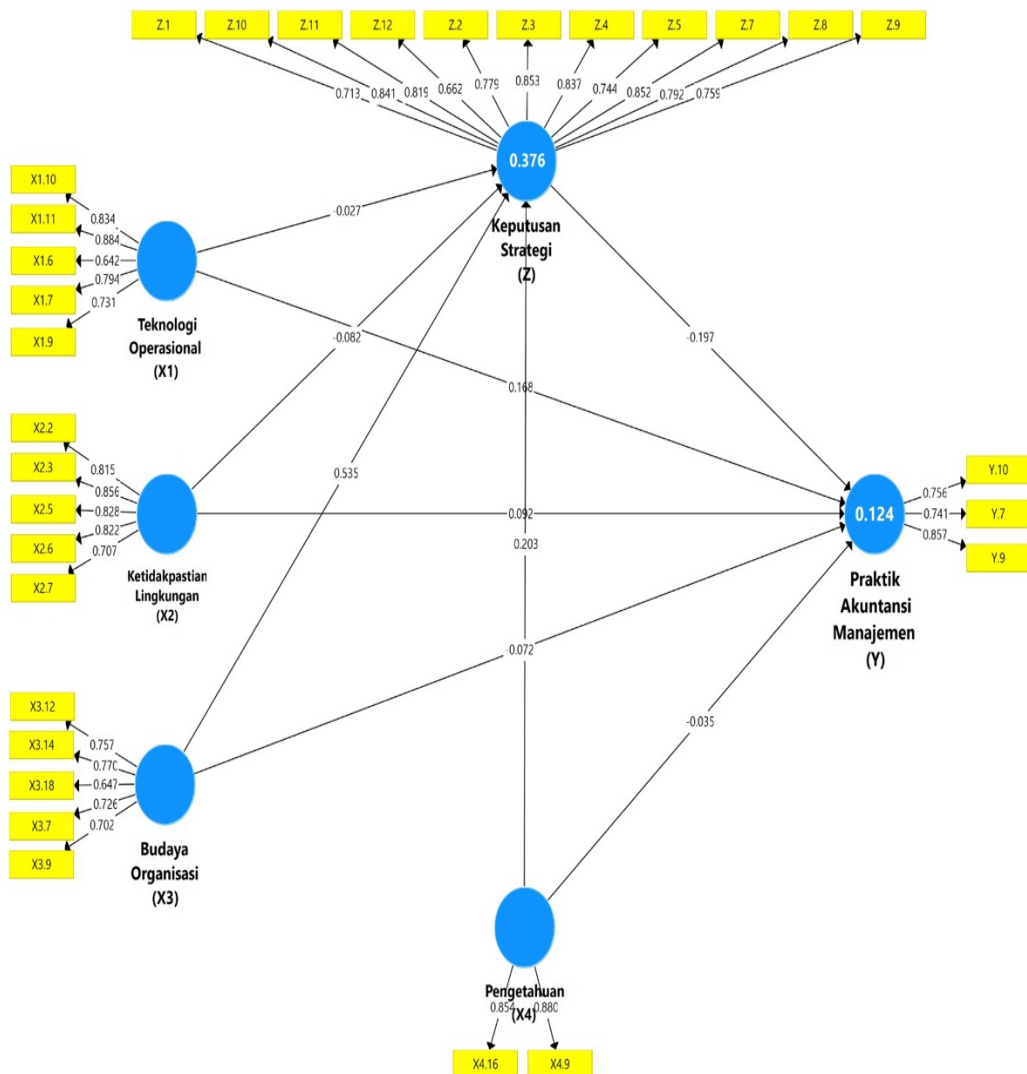 Z.1 Z.10 Z.11 Z.12 Z.2 Z.3 Z.4 Z.5 Z.7 Z.8 Z.9
0.713 0.841 0.819 0.662 0.779 0.853 0.837 0.744 0.852 0.792 0.759
0.376
Keputusan
Strategi
(Z)
X1.10
X1.11
X1.6
X1.7
X1.9
0.834
0.884
0.642
0.794
0.731
Teknologi
Operasional
(X1)
-0.027
-0.082
0.168
-0.197
0.535
X2.2
X2.3
X2.5
X2.6
X2.7
0.815
0.856
0.828
0.822
0.707
Ketidakpastian
Lingkungan
(X2)
0.092
0.203
0.124
Praktik
Akuntansi
Manajemen
(Y)
0.756
0.741
0.857
Y.10
Y.7
Y.9
-0.072
-0.035
X3.12
X3.14
X3.18
X3.7
X3.9
0.757
0.770
0.647
0.726
0.702
Budaya
Organisasi
(X3)
Pengetahuan
(X4)
0.854 0.880
X4.16 X4.9